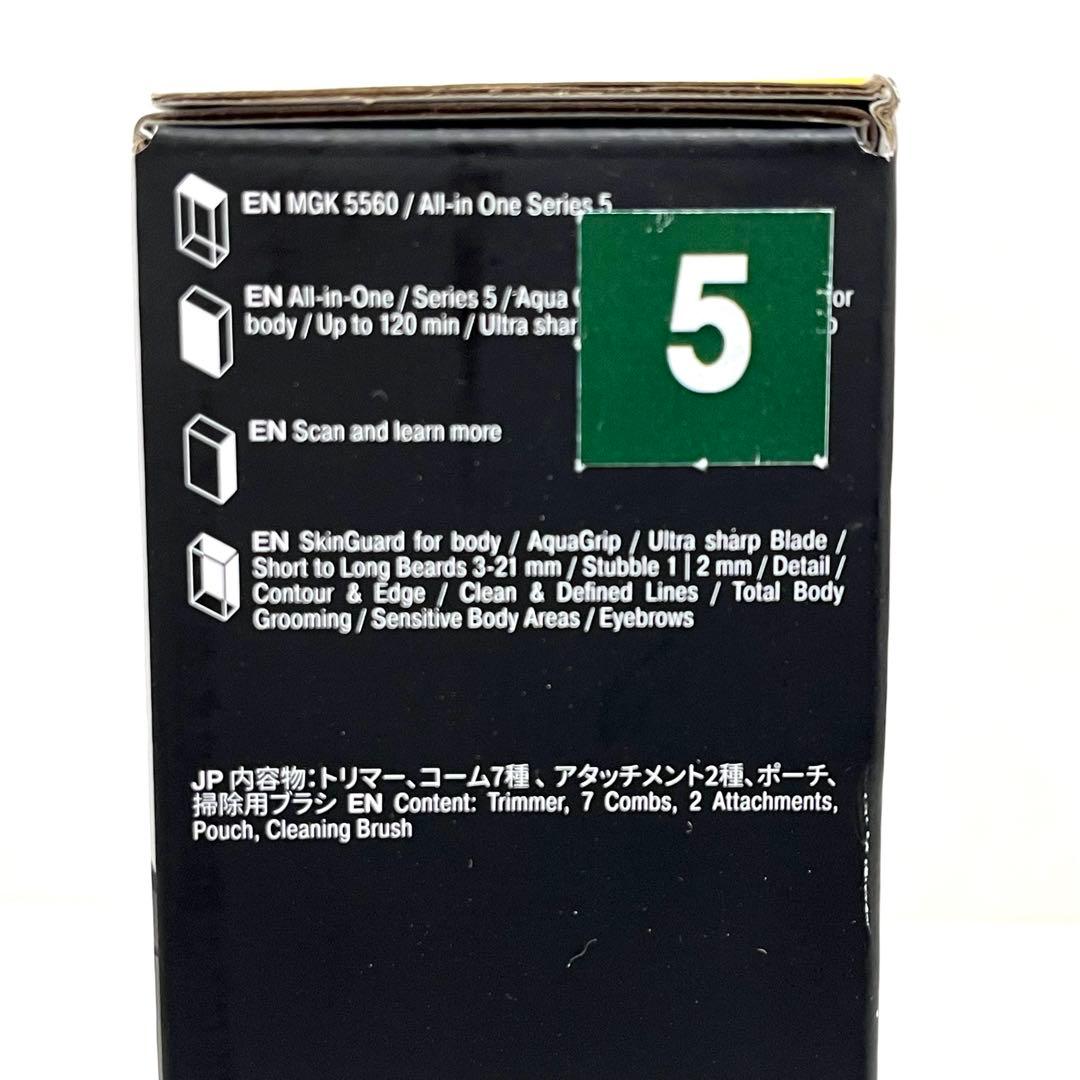 EN MGK 5560 / All-in One Series 5
EN All-in-One / Series 5 / Aqua for
body / Up to 120 min / Ultra shar
5
EN Scan and learn more
EN SkinGuard for body / AquaGrip / Ultra sharp Blade /
Short to Long Beards 3-21 mm / Stubble 1 | 2 mm / Detail /
Contour & Edge / Clean & Defined Lines / Total Body
Grooming / Sensitive Body Areas / Eyebrows
JP 内容物:トリマー、コーム7種、アタッチメント2種、ポーチ、
掃除用ブラシ EN Content: Trimmer, 7 Combs, 2 Attachments,
Pouch, Cleaning Brush